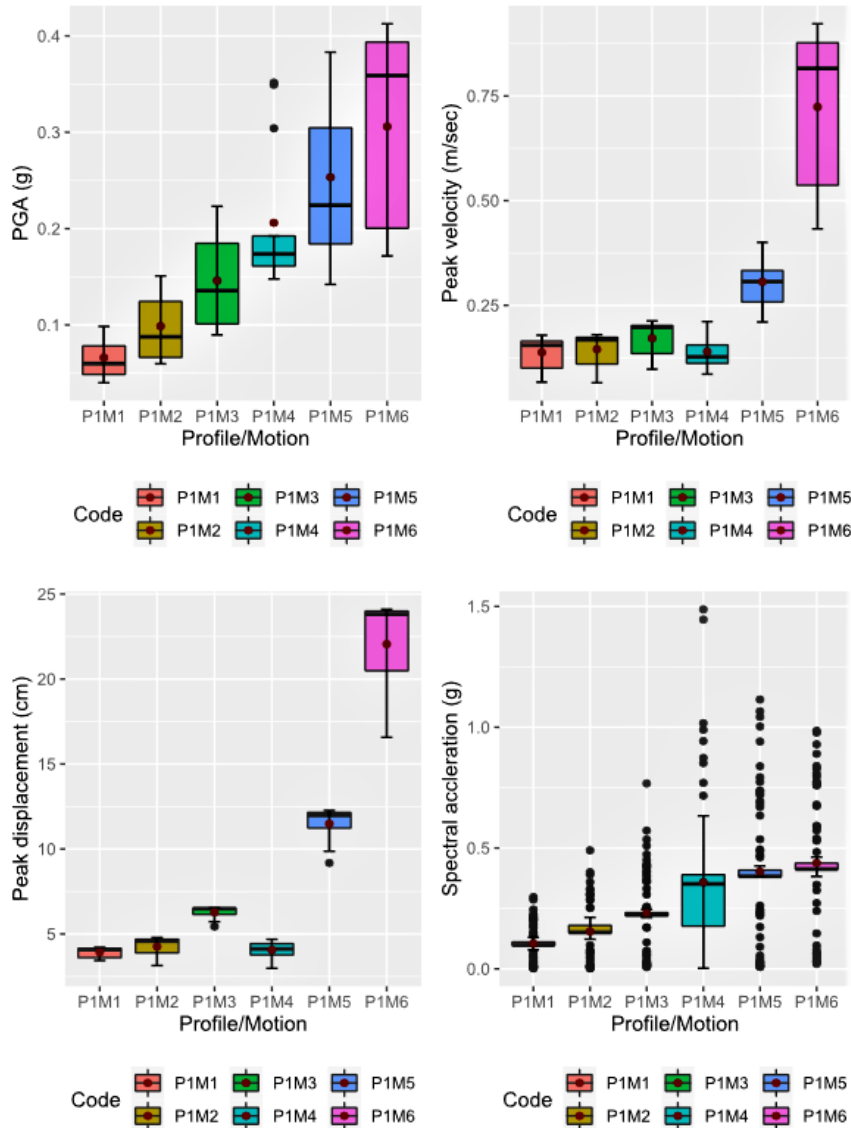 PGA (g)
0.4
0.3
0.2
0.1
P1M1 P1M2 P1M3 P1M4 P1M5 P1M6
Profile/Motion
Code
P1M1 P1M3 P1M5
P1M2 P1M4 P1M6
Peak velocity (m/sec)
0.75
0.50
0.25
P1M1 P1M2 P1M3 P1M4 P1M5 P1M6
Profile/Motion
Code
P1M1 P1M3 P1M5
P1M2 P1M4 P1M6
Peak displacement (cm)
25
20
15
10
5
P1M1 P1M2 P1M3 P1M4 P1M5 P1M6
Profile/Motion
Code
P1M1 P1M3 P1M5
P1M2 P1M4 P1M6
Spectral accleration (g)
1.5
1.0
0.5
0.0
P1M1 P1M2 P1M3 P1M4 P1M5 P1M6
Profile/Motion
Code
P1M1 P1M3 P1M5
P1M2 P1M4 P1M6